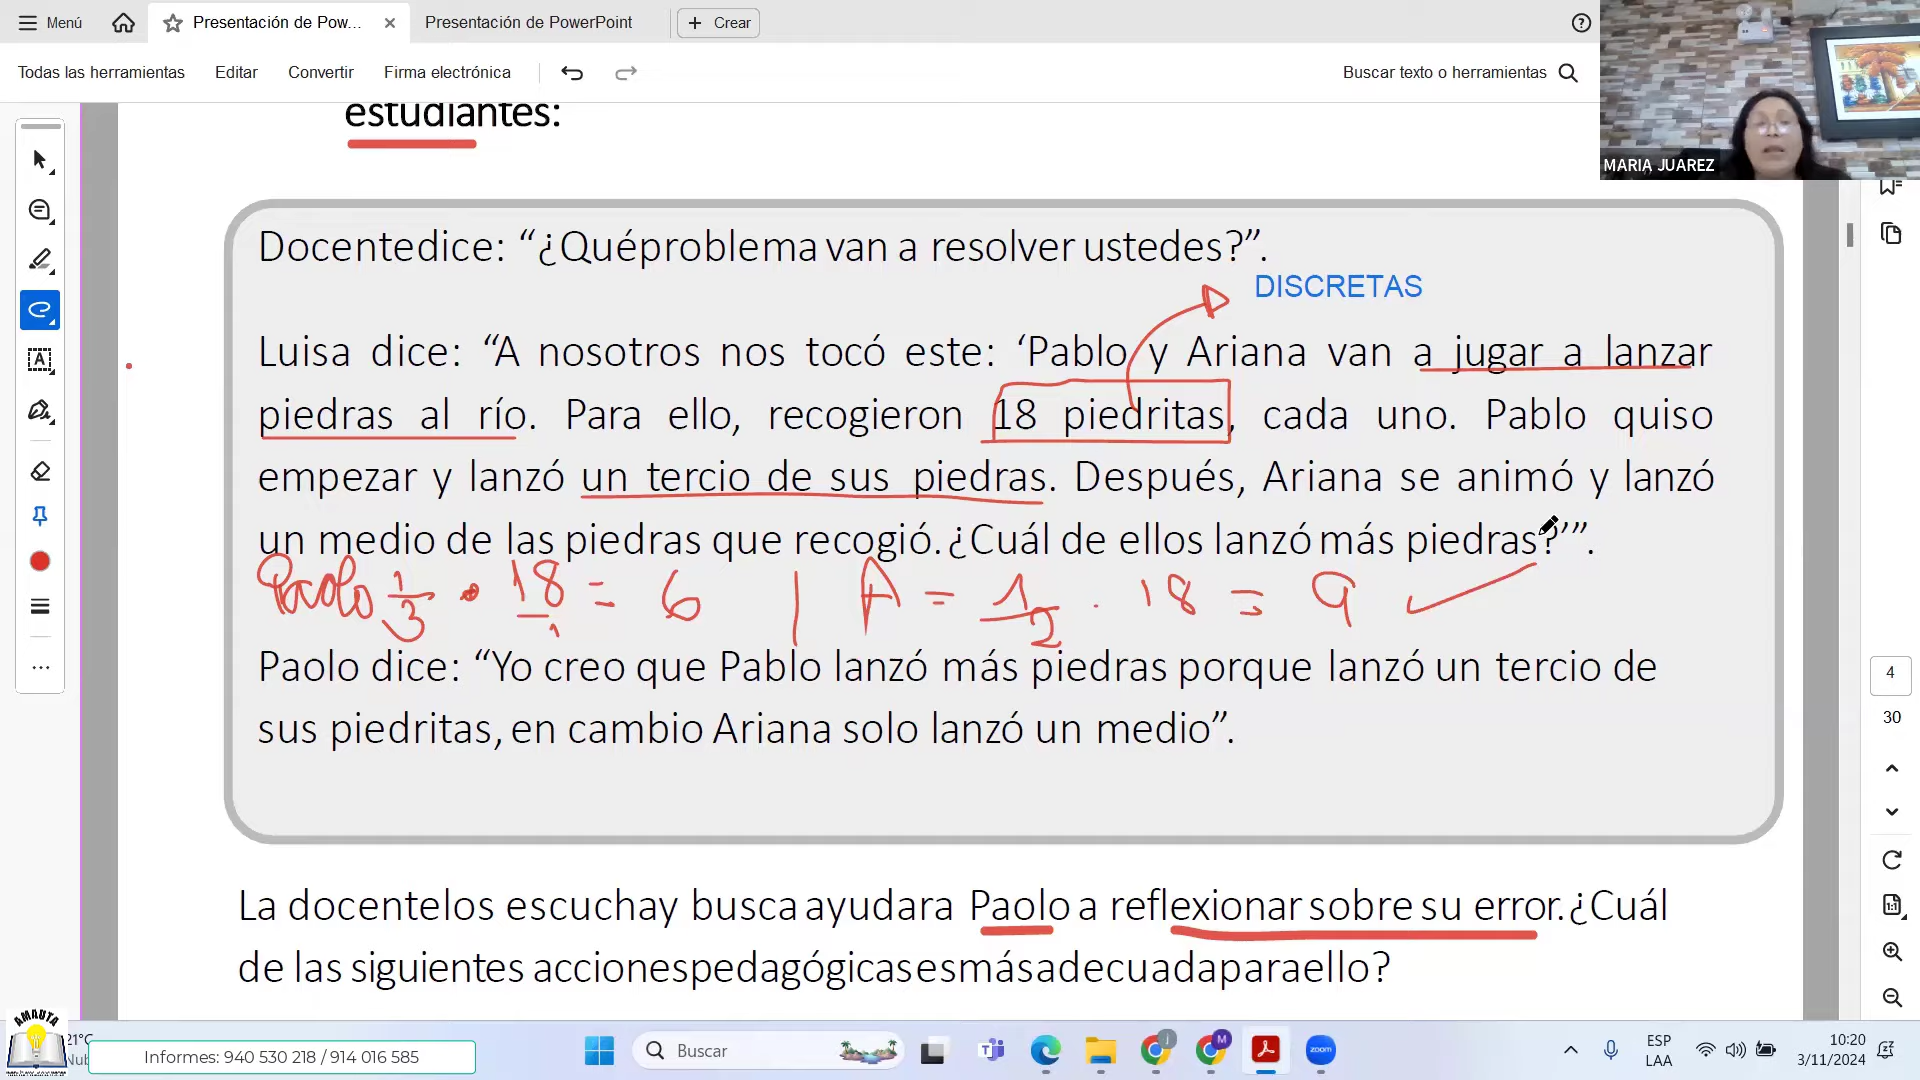 Menú
Presentación de Pow...
Presentación de PowerPoint
Crear
Todas las herramientas
Editar
Convertir
Firma electrónica
Buscar texto o herramientas
MARIA JUAREZ
estudiantes:
Docentedice: “¿Quéproblema van a resolver ustedes?”.
DISCRETAS
Luisa dice: “A nosotros nos tocó este: ‘Pablo y Ariana van a jugar a lanzar
piedras al río. Para ello, recogieron 18 piedritas, cada uno. Pablo quiso
empezar y lanzó un tercio de sus piedras. Después, Ariana se animó y lanzó
un medio de las piedras que recogió. ¿Cuál de ellos lanzó más piedras?’”.
Paolo 1/3 · 18/1 = 6 | A = 1/2 · 18 = 9
Paolo dice: “Yo creo que Pablo lanzó más piedras porque lanzó un tercio de
sus piedritas, en cambio Ariana solo lanzó un medio”.
La docentelos escuchay busca ayudara Paolo a reflexionar sobre su error. ¿Cuál
de las siguientes accionespedagógicasesmásadecuadaparaello?
4
30
1:1
AMAUTA
21°C
Nub
Informes: 940 530 218 / 914 016 585
Buscar
zoom
ESP
LAA
10:20
3/11/2024